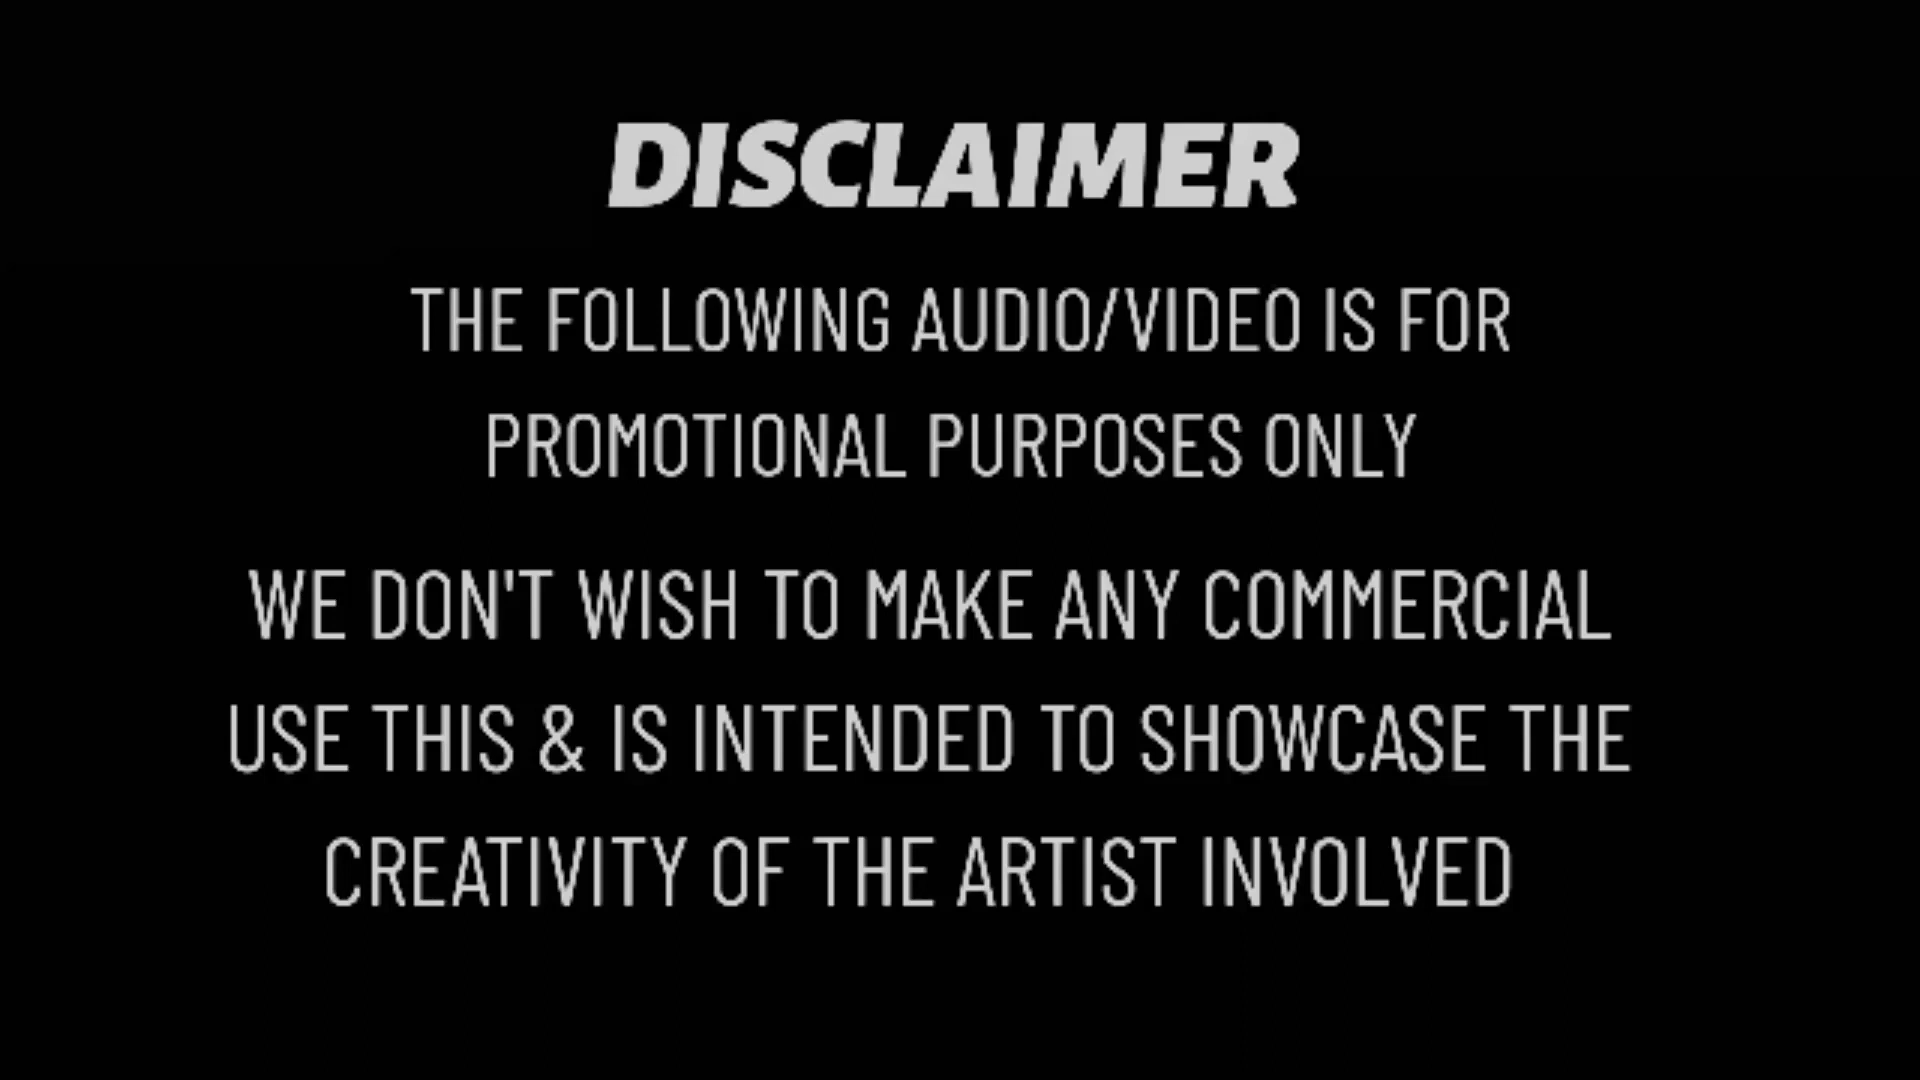 DISCLAIMER
THE FOLLOWING AUDIO/VIDEO IS FOR
PROMOTIONAL PURPOSES ONLY
WE DON'T WISH TO MAKE ANY COMMERCIAL
USE THIS & IS INTENDED TO SHOWCASE THE
CREATIVITY OF THE ARTIST INVOLVED